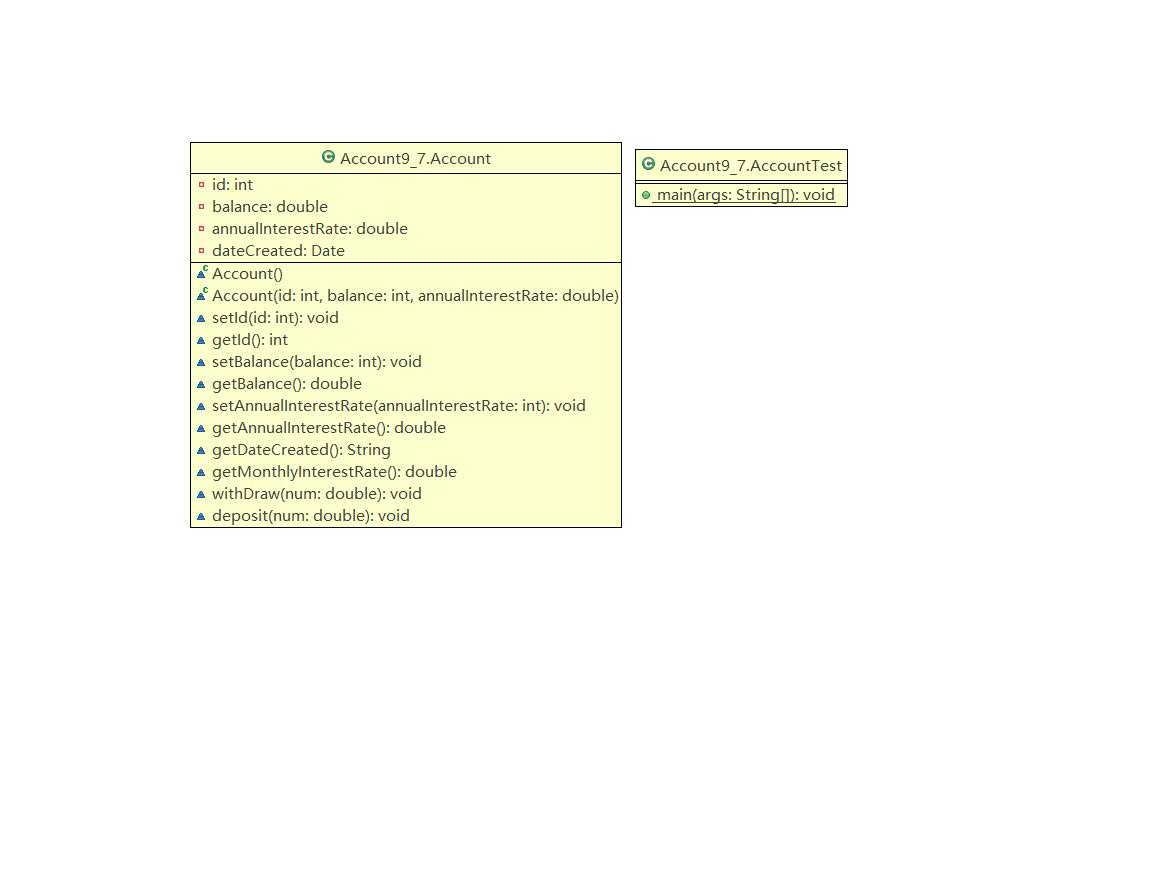 Account9_7.Account
id: int
balance: double
annualInterestRate: double
dateCreated: Date
Account()
Account(id: int, balance: int, annualInterestRate: double)
setId(id: int): void
getId(): int
setBalance(balance: int): void
getBalance(): double
setAnnualInterestRate(annualInterestRate: int): void
getAnnualInterestRate(): double
getDateCreated(): String
getMonthlyInterestRate(): double
withDraw(num: double): void
deposit(num: double): void
Account9_7.AccountTest
main(args: String[]): void